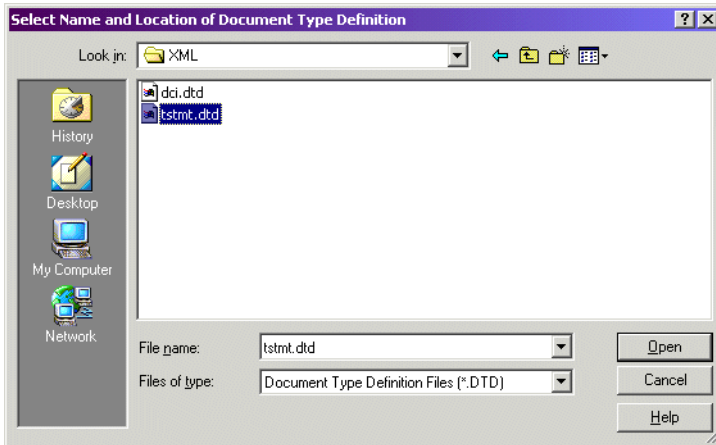 Select Name and Location of Document Type Definition
Look in: XML
History
Desktop
My Computer
Network
dci.dtd
tstmt.dtd
File name: tstmt.dtd Open
Files of type: Document Type Definition Files (*.DTD) Cancel
Help